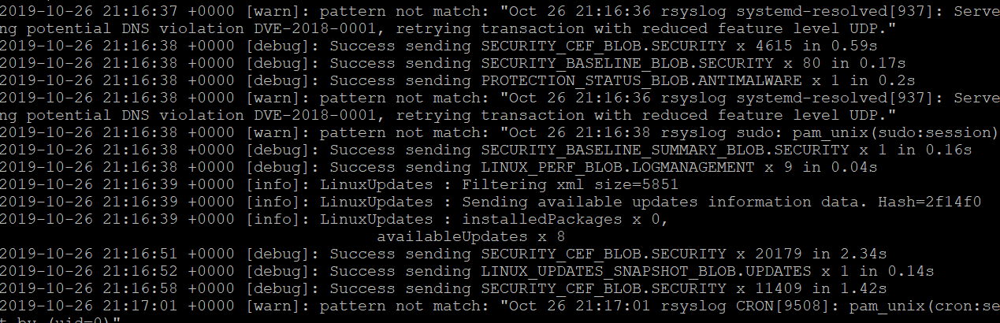 2019-10-26 21:16:37 +0000 [warn]: pattern not match: "Oct 26 21:16:36 rsyslog systemd-resolved[937]: Serve
ng potential DNS violation DVE-2018-0001, retrying transaction with reduced feature level UDP."
2019-10-26 21:16:38 +0000 [debug]: Success sending SECURITY_CEF_BLOB.SECURITY x 4615 in 0.59s
2019-10-26 21:16:38 +0000 [debug]: Success sending SECURITY_BASELINE_BLOB.SECURITY x 80 in 0.17s
2019-10-26 21:16:38 +0000 [debug]: Success sending PROTECTION_STATUS_BLOB.ANTIMALWARE x 1 in 0.2s
2019-10-26 21:16:38 +0000 [warn]: pattern not match: "Oct 26 21:16:36 rsyslog systemd-resolved[937]: Serve
ng potential DNS violation DVE-2018-0001, retrying transaction with reduced feature level UDP."
2019-10-26 21:16:38 +0000 [warn]: pattern not match: "Oct 26 21:16:38 rsyslog sudo: pam_unix(sudo:session)
2019-10-26 21:16:38 +0000 [debug]: Success sending SECURITY_BASELINE_SUMMARY_BLOB.SECURITY x 1 in 0.16s
2019-10-26 21:16:38 +0000 [debug]: Success sending LINUX_PERF_BLOB.LOGMANAGEMENT x 9 in 0.04s
2019-10-26 21:16:39 +0000 [info]: LinuxUpdates : Filtering xml size=5851
2019-10-26 21:16:39 +0000 [info]: LinuxUpdates : Sending available updates information data. Hash=2f14f0
2019-10-26 21:16:39 +0000 [info]: LinuxUpdates : installedPackages x 0,
availableUpdates x 8
2019-10-26 21:16:51 +0000 [debug]: Success sending SECURITY_CEF_BLOB.SECURITY x 20179 in 2.34s
2019-10-26 21:16:52 +0000 [debug]: Success sending LINUX_UPDATES_SNAPSHOT_BLOB.UPDATES x 1 in 0.14s
2019-10-26 21:16:58 +0000 [debug]: Success sending SECURITY_CEF_BLOB.SECURITY x 11409 in 1.42s
2019-10-26 21:17:01 +0000 [warn]: pattern not match: "Oct 26 21:17:01 rsyslog CRON[9508]: pam_unix(cron:se
t by (uid=0)"